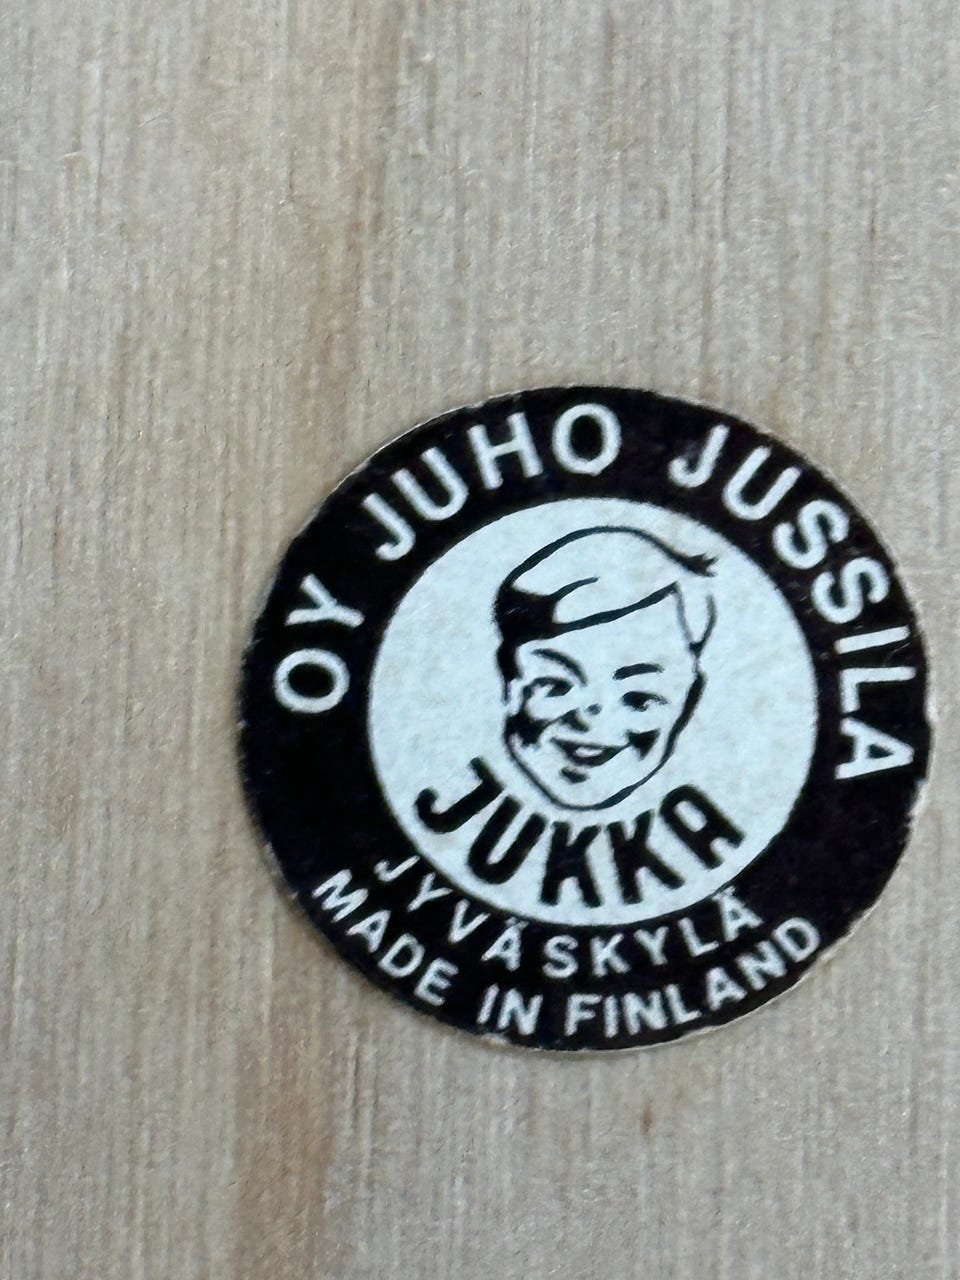 OY JUHO JUSSILA
JUKKA
JYVÄSKYLÄ
MADE IN FINLAND